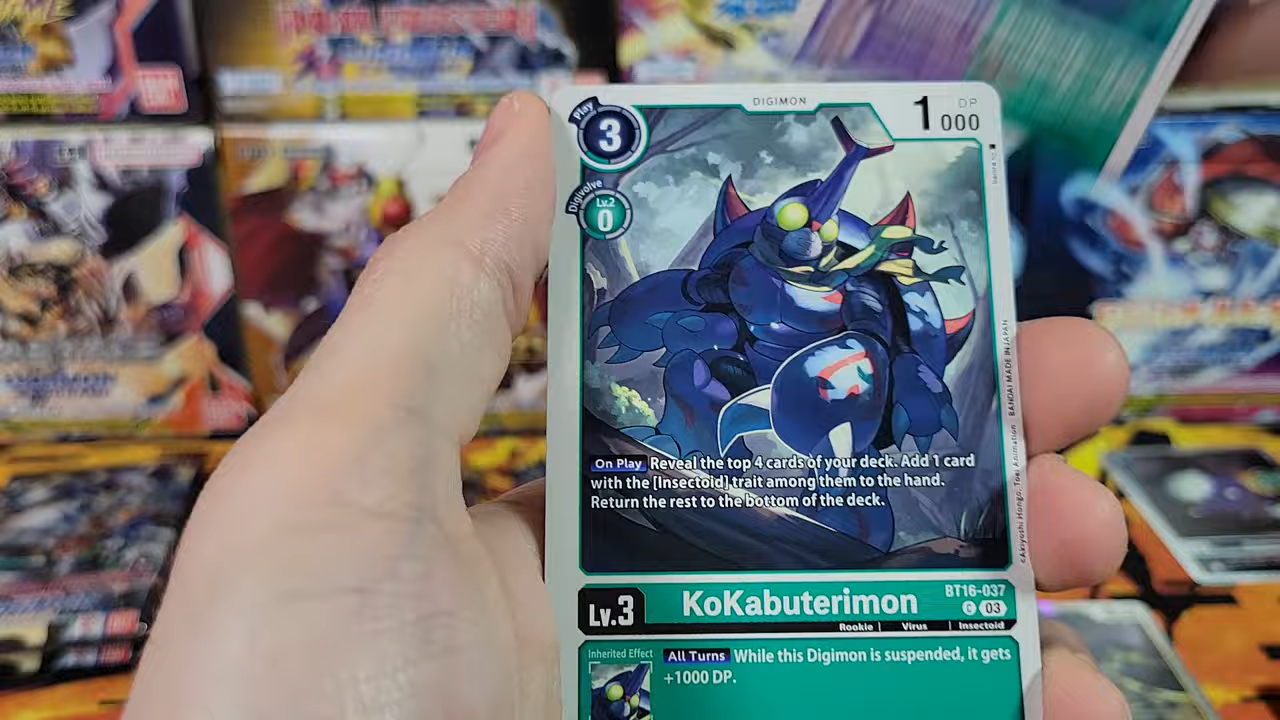 DIGIMON
Play
3
1000
DP
Digivolve
Lv.2
0
On Play Reveal the top 4 cards of your deck. Add 1 card
with the [Insectoid] trait among them to the hand.
Return the rest to the bottom of the deck.
©Akiyoshi Hongo, Toei Animation BANDAI MADE IN JAPAN
Lv.3
KoKabuterimon
BT16-037
C 03
Rookie | Virus | Insectoid
Inherited Effect
All Turns While this Digimon is suspended, it gets
+1000 DP.